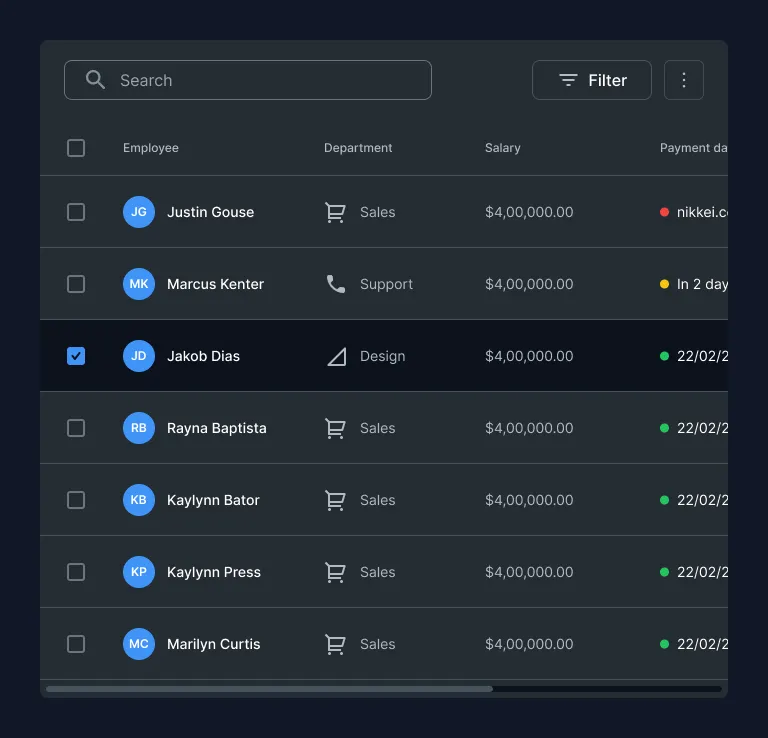 Search Filter
Employee Department Salary Payment da
JG Justin Gouse Sales $4,00,000.00 nikkei.c
MK Marcus Kenter Support $4,00,000.00 In 2 day
JD Jakob Dias Design $4,00,000.00 22/02/2
RB Rayna Baptista Sales $4,00,000.00 22/02/2
KB Kaylynn Bator Sales $4,00,000.00 22/02/2
KP Kaylynn Press Sales $4,00,000.00 22/02/2
MC Marilyn Curtis Sales $4,00,000.00 22/02/2